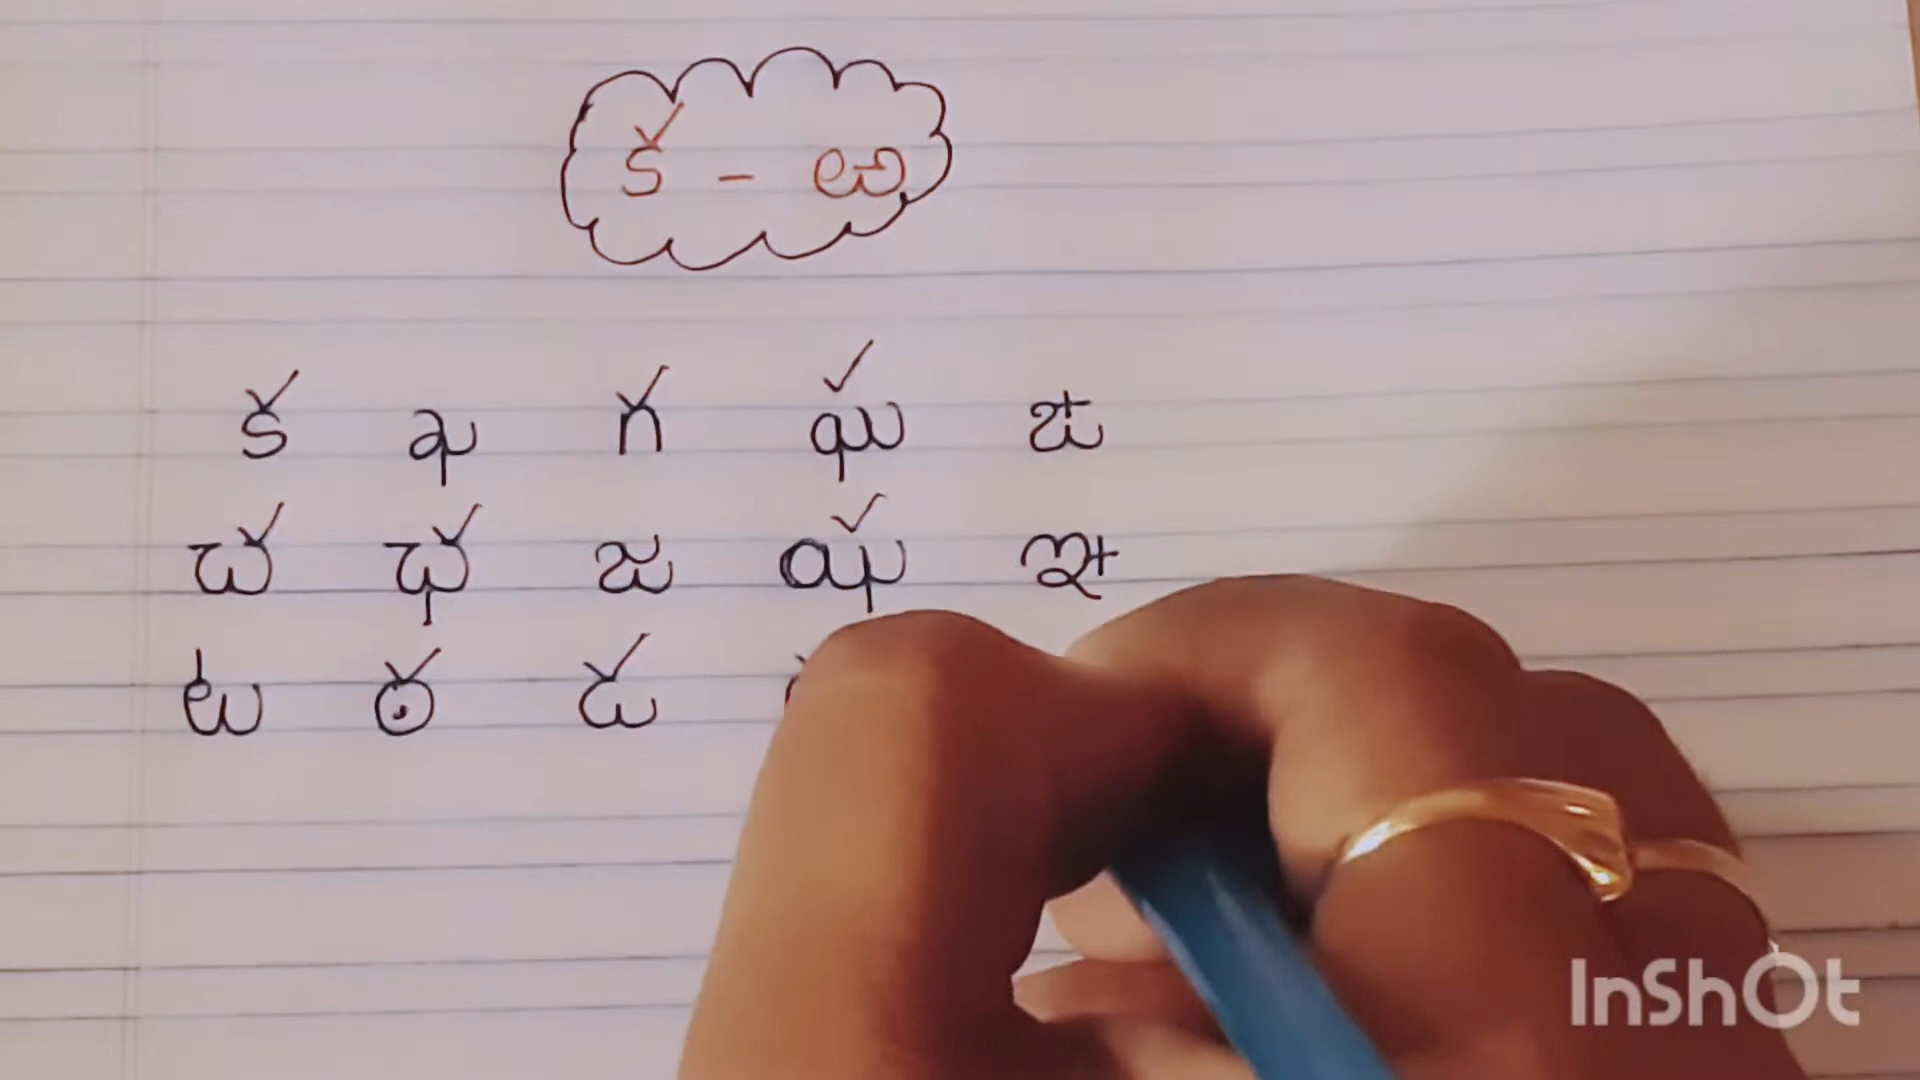 క - ఱ
క ఖ గ ఘ ఙ
చ ఛ జ ఝ ఞ
ట ఠ డ
InShOt